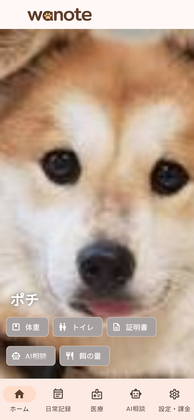 wanote
ポチ
体重 トイレ 証明書
AI相談 餌の量
ホーム 日常記録 医療 AI相談 設定・課金